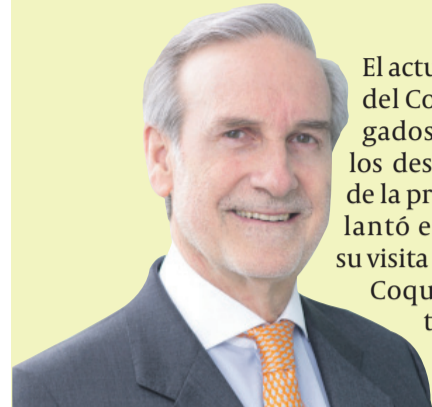 El actu
del Co
gados
los des
de la pr
lantó e
su visita
Coqu
t